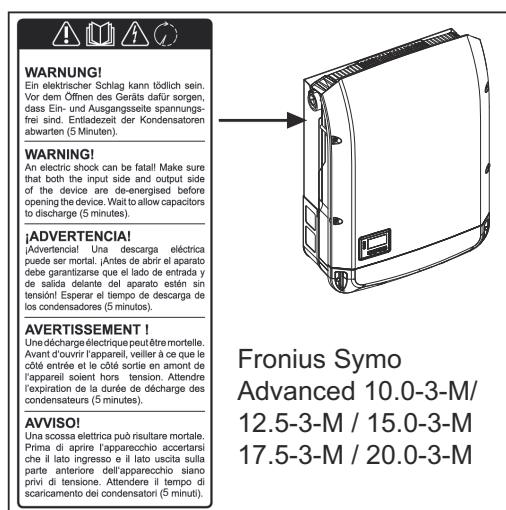 WARNUNG!
Ein elektrischer Schlag kann tödlich sein.
Vor dem Öffnen des Geräts dafür sorgen,
dass Ein- und Ausgangsseite spannungs-
frei sind. Entladezeit der Kondensatoren
abwarten (5 Minuten).
WARNING!
An electric shock can be fatal! Make sure
that both the input side and output side
of the device are de-energised before
opening the device. Wait to allow capacitors
to discharge (5 minutes).
¡ADVERTENCIA!
¡Advertencia! Una descarga eléctrica
puede ser mortal. ¡Antes de abrir el aparato
debe garantizarse que el lado de entrada y
de salida delante del aparato estén sin
tensión! Esperar el tiempo de descarga de
los condensadores (5 minutos).
AVERTISSEMENT !
Une décharge électrique peut être mortelle.
Avant d'ouvrir l'appareil, veiller à ce que le
côté entrée et le côté sortie en amont de
l'appareil soient hors tension. Attendre
l'expiration de la durée de décharge des
condensateurs (5 minutes).
AVVISO!
Una scossa elettrica può risultare mortale.
Prima di aprire l'apparecchio accertarsi
che il lato ingresso e il lato uscita sulla
parte anteriore dell'apparecchio siano
privi di tensione. Attendere il tempo di
scaricamento dei condensatori (5 minuti).
Fronius Symo
Advanced 10.0-3-M/
12.5-3-M / 15.0-3-M
17.5-3-M / 20.0-3-M